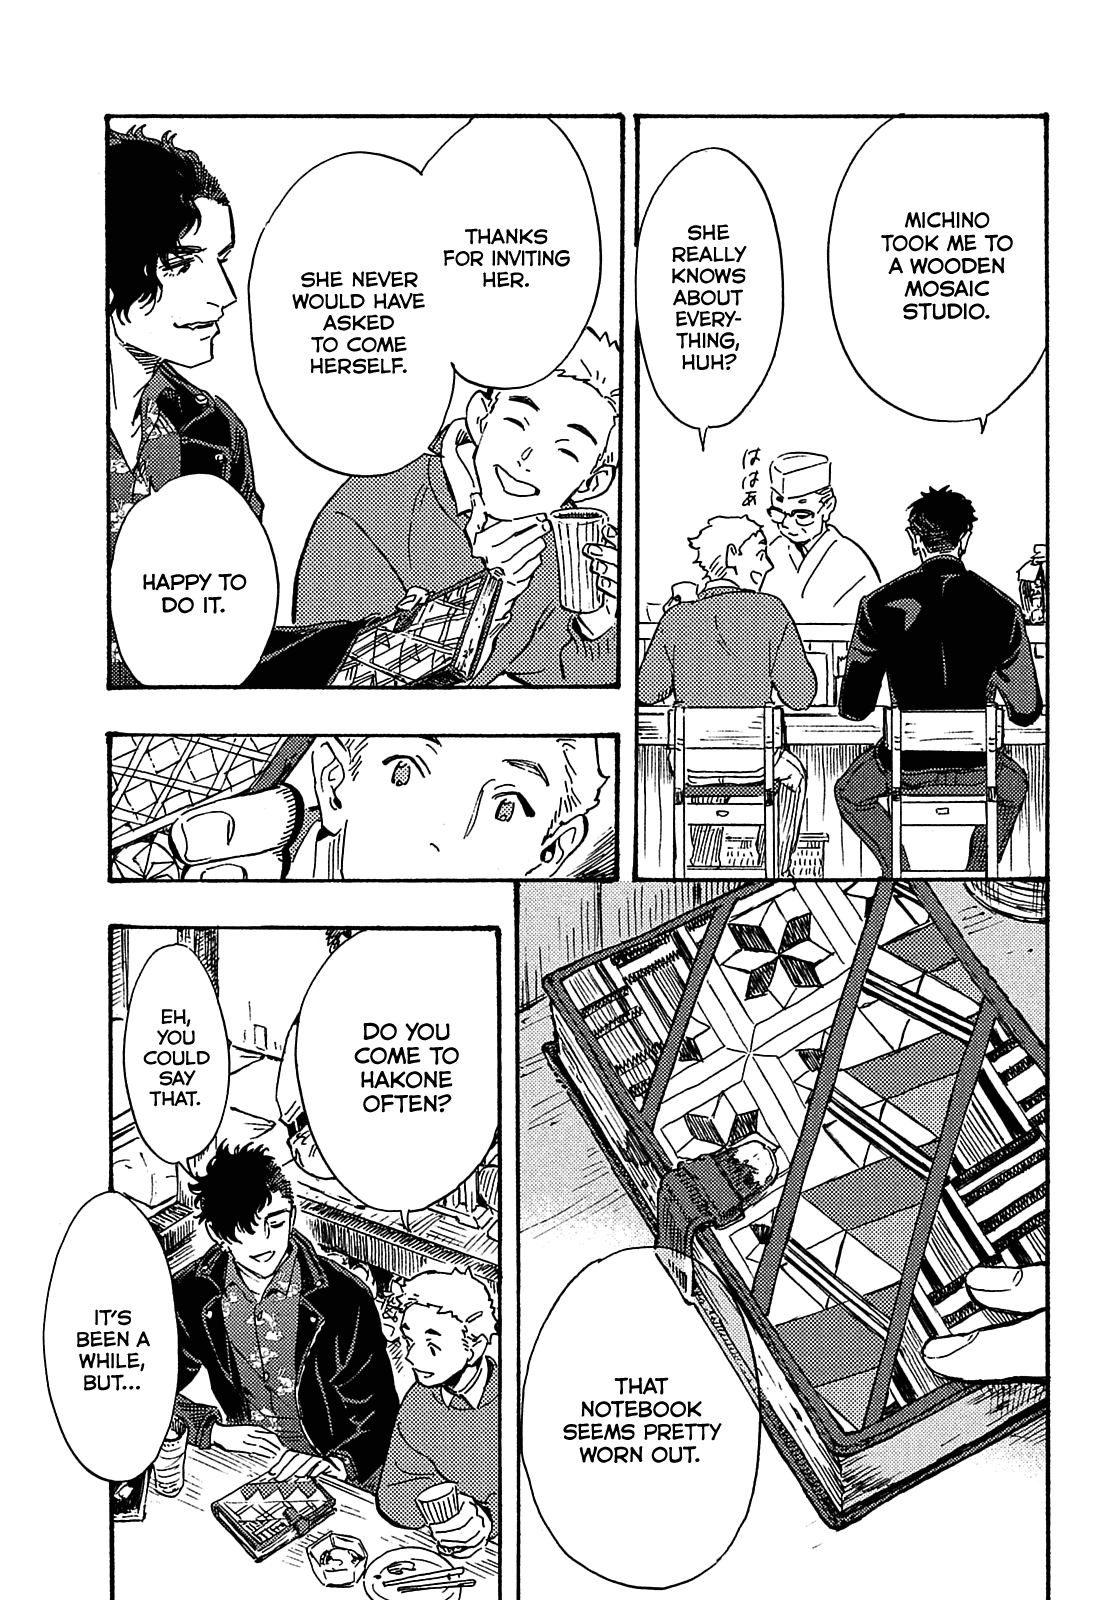 MICHINO
TOOK ME TO
A WOODEN
MOSAIC
STUDIO.
SHE
REALLY
KNOWS
ABOUT
EVERY-
THING,
HUH?
はは
はぁ
THANKS
FOR INVITING
HER.
SHE NEVER
WOULD HAVE
ASKED
TO COME
HERSELF.
HAPPY TO
DO IT.
THAT
NOTEBOOK
SEEMS PRETTY
WORN OUT.
DO YOU
COME TO
HAKONE
OFTEN?
EH,
YOU
COULD
SAY
THAT.
IT'S
BEEN A
WHILE,
BUT...